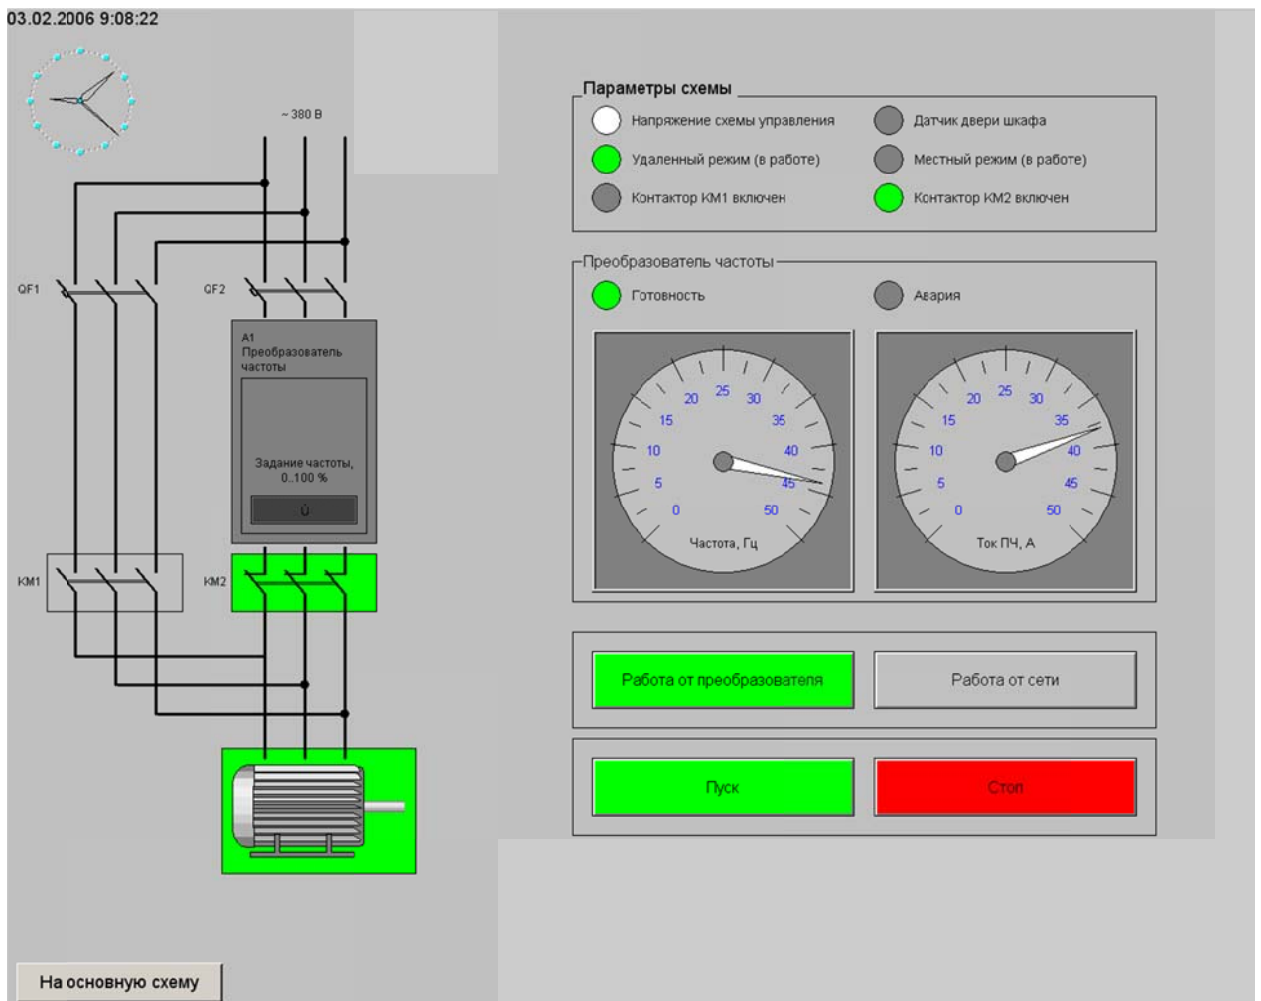 03.02.2006 9:08:22
~ 380 В
QF1
QF2
А1
Преобразователь
частоты
Задание частоты,
0..100 %
КМ1
КМ2
На основную схему
Параметры схемы
Напряжение схемы управления
Датчик двери шкафа
Удаленный режим (в работе)
Местный режим (в работе)
Контактор КМ1 включен
Контактор КМ2 включен
Преобразователь частоты
Готовность
Авария
0 5 10 15 20 25 30 35 40 45 50
Частота, Гц
0 5 10 15 20 25 30 35 40 45 50
Ток ПЧ, А
Работа от преобразователя
Работа от сети
Пуск
Стоп